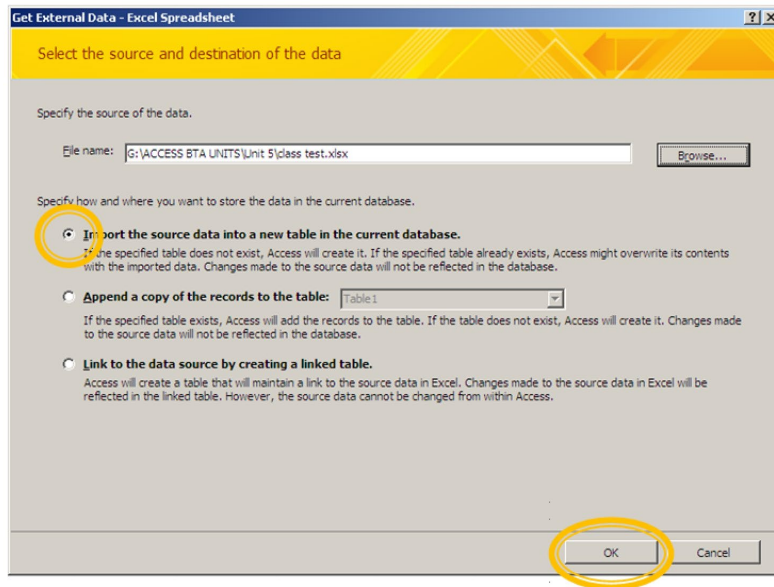 Get External Data - Excel Spreadsheet
Select the source and destination of the data
Specify the source of the data.
File name: G:\ACCESS BTA UNITS\Unit 5\class test.xlsx Browse...
Specify how and where you want to store the data in the current database.
Import the source data into a new table in the current database.
If the specified table does not exist, Access will create it. If the specified table already exists, Access might overwrite its contents
with the imported data. Changes made to the source data will not be reflected in the database.
Append a copy of the records to the table: Table1
If the specified table exists, Access will add the records to the table. If the table does not exist, Access will create it. Changes made
to the source data will not be reflected in the database.
Link to the data source by creating a linked table.
Access will create a table that will maintain a link to the source data in Excel. Changes made to the source data in Excel will be
reflected in the linked table. However, the source data cannot be changed from within Access.
OK Cancel